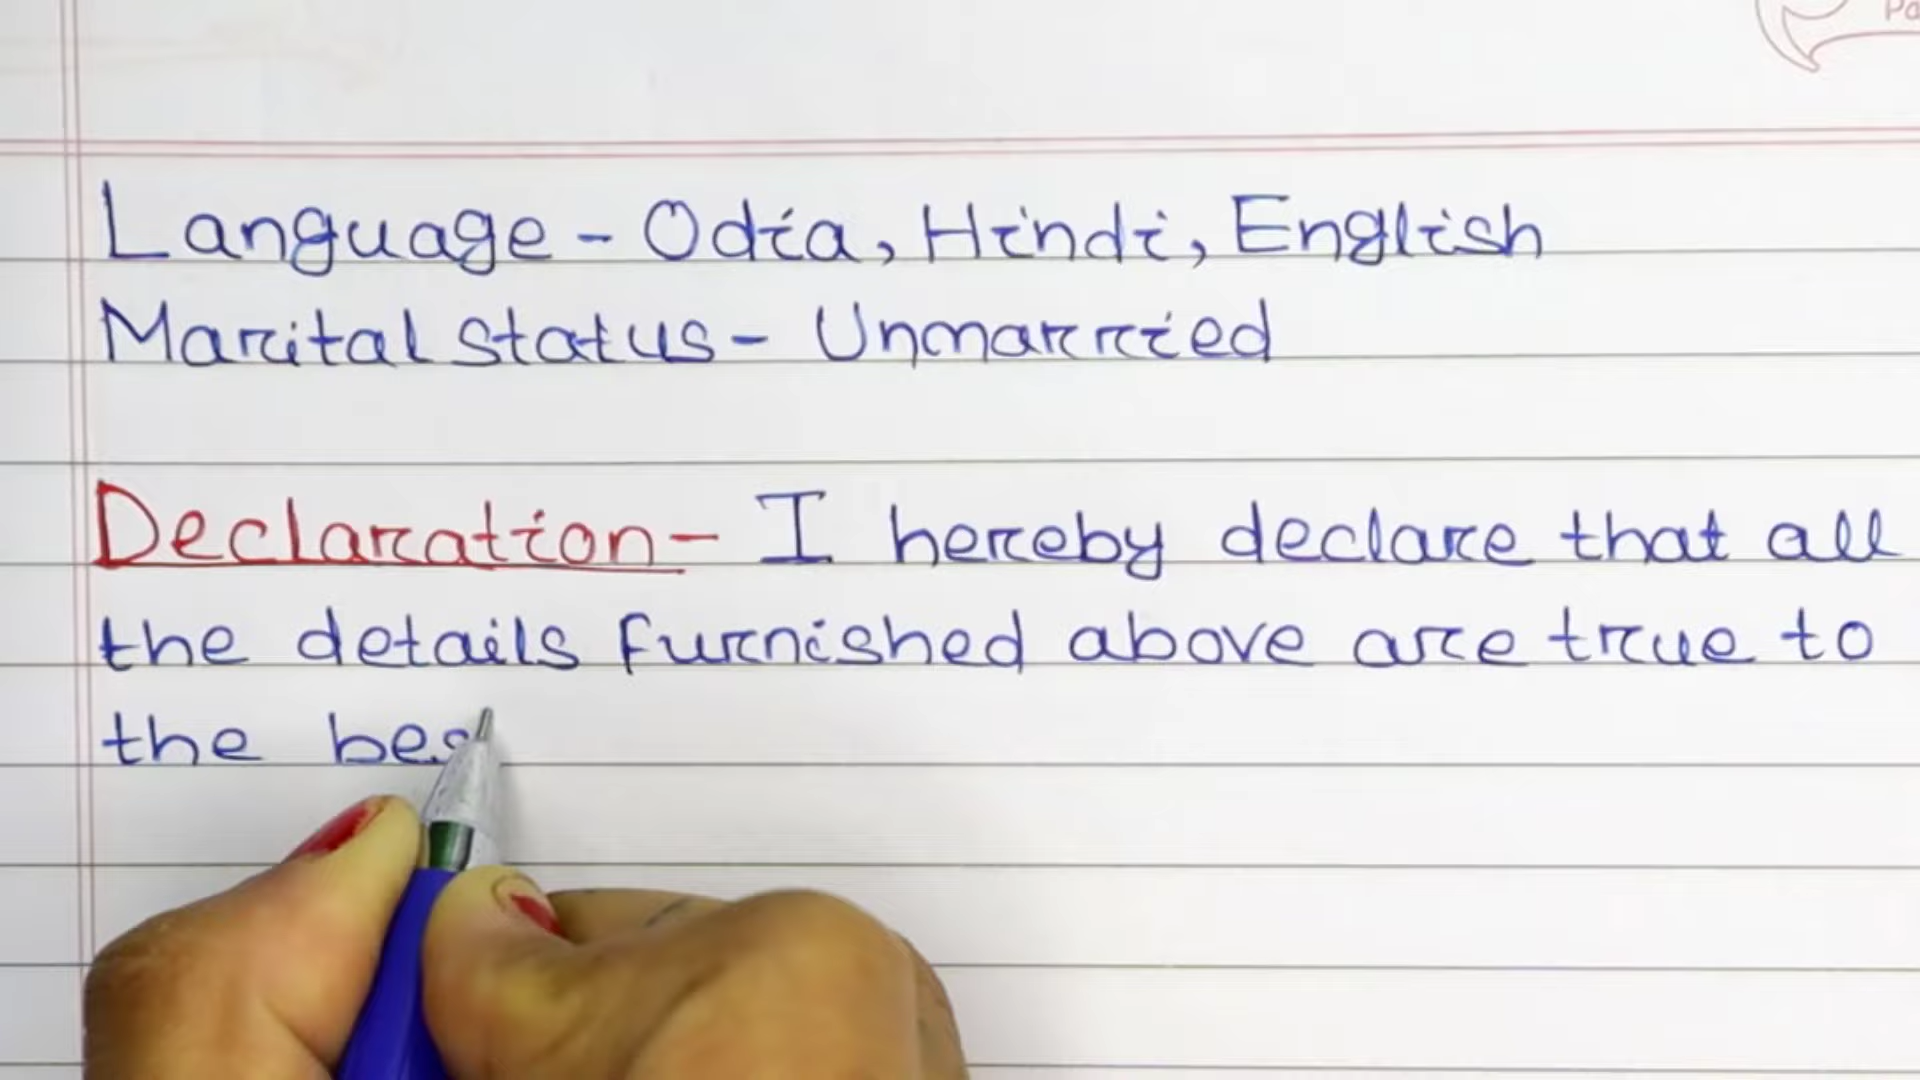 Language - Odia, Hindi, English
Marital Status - Unmarried
Declaration - I hereby declare that all
the details furnished above are true to
the bes